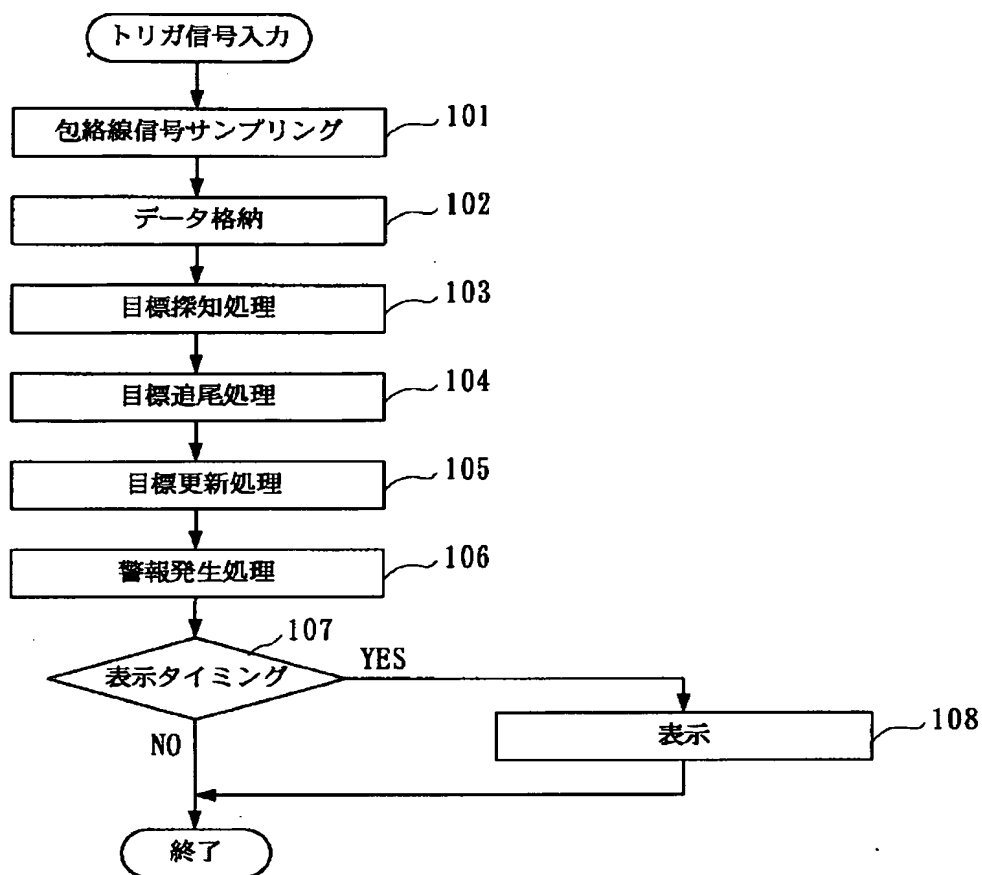 トリガ信号入力
包絡線信号サンプリング
101
データ格納
102
目標探知処理
103
目標追尾処理
104
目標更新処理
105
警報発生処理
106
107
表示タイミング
YES
NO
表示
108
終了